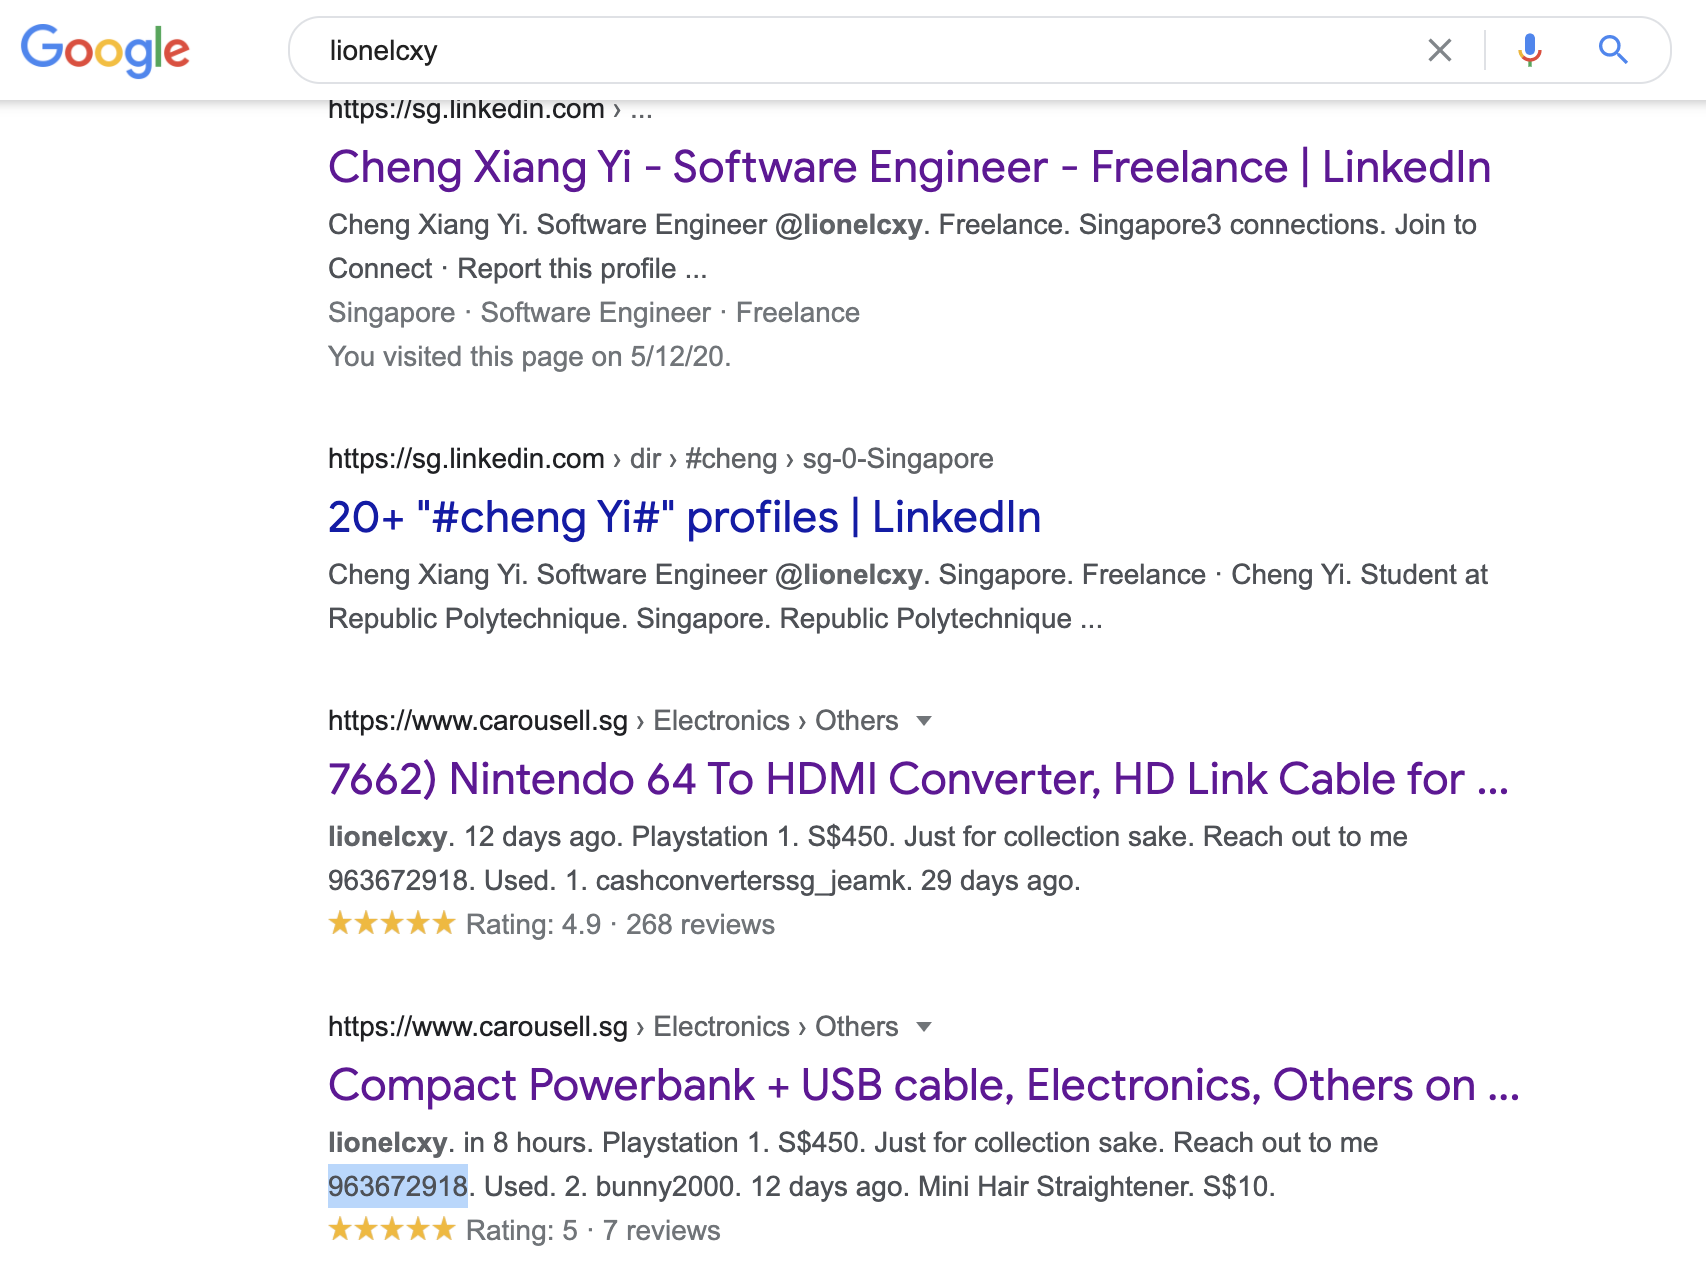 Google
lionelcxy
https://sg.linkedin.com › ...
Cheng Xiang Yi - Software Engineer - Freelance | LinkedIn
Cheng Xiang Yi. Software Engineer @lionelcxy. Freelance. Singapore3 connections. Join to
Connect · Report this profile ...
Singapore · Software Engineer · Freelance
You visited this page on 5/12/20.
https://sg.linkedin.com › dir › #cheng › sg-0-Singapore
20+ "#cheng Yi#" profiles | LinkedIn
Cheng Xiang Yi. Software Engineer @lionelcxy. Singapore. Freelance · Cheng Yi. Student at
Republic Polytechnique. Singapore. Republic Polytechnique ...
https://www.carousell.sg › Electronics › Others
7662) Nintendo 64 To HDMI Converter, HD Link Cable for ...
lionelcxy. 12 days ago. Playstation 1. S$450. Just for collection sake. Reach out to me
963672918. Used. 1. cashconverterssg_jeamk. 29 days ago.
★★★★★ Rating: 4.9 · 268 reviews
https://www.carousell.sg › Electronics › Others
Compact Powerbank + USB cable, Electronics, Others on ...
lionelcxy. in 8 hours. Playstation 1. S$450. Just for collection sake. Reach out to me
963672918. Used. 2. bunny2000. 12 days ago. Mini Hair Straightener. S$10.
★★★★★ Rating: 5 · 7 reviews